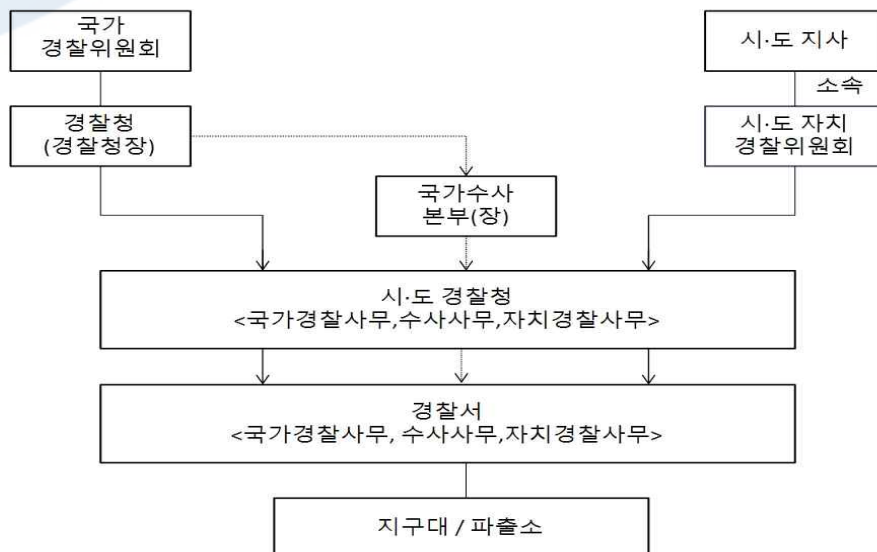 국가
경찰위원회
시·도 지사
소속
경찰청
(경찰청장)
시·도 자치
경찰위원회
국가수사
본부(장)
시·도 경찰청
<국가경찰사무,수사사무,자치경찰사무>
경찰서
<국가경찰사무, 수사사무,자치경찰사무>
지구대 / 파출소